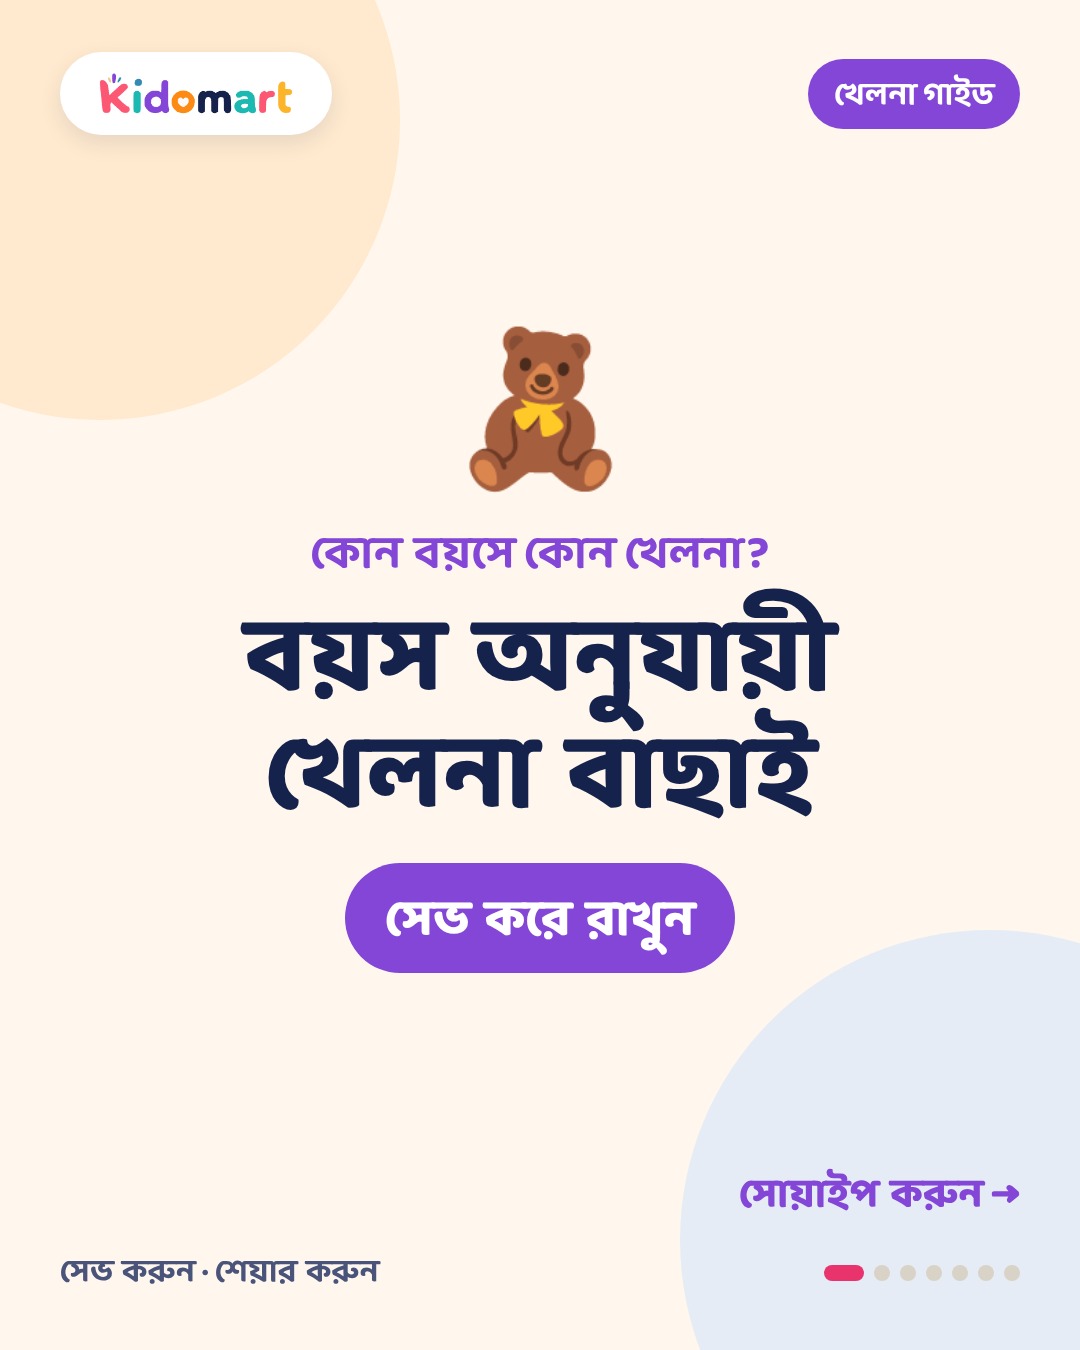 Kidomart
খেলনা গাইড
কোন বয়সে কোন খেলনা?
বয়স অনুযায়ী
খেলনা বাছাই
সেভ করে রাখুন
সোয়াইপ করুন →
সেভ করুন · শেয়ার করুন